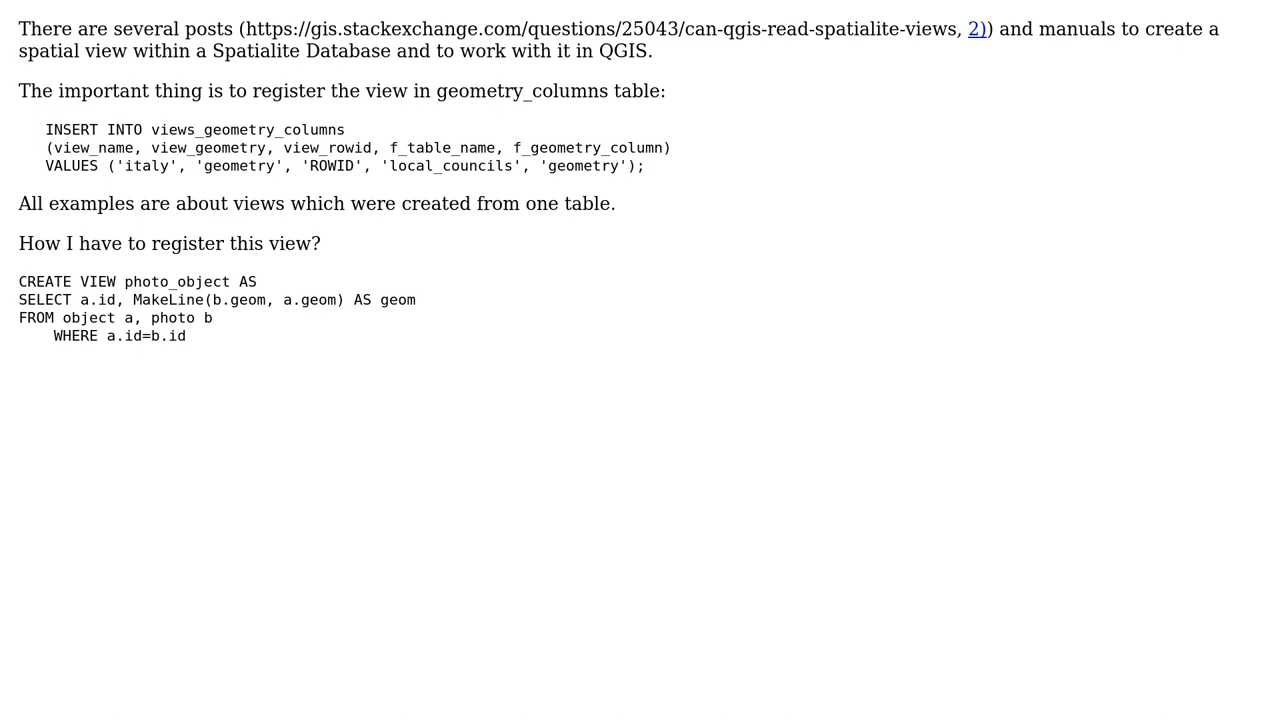 There are several posts (https://gis.stackexchange.com/questions/25043/can-qgis-read-spatialite-views, 2)) and manuals to create a
spatial view within a Spatialite Database and to work with it in QGIS.
The important thing is to register the view in geometry_columns table:
INSERT INTO views_geometry_columns
(view_name, view_geometry, view_rowid, f_table_name, f_geometry_column)
VALUES ('italy', 'geometry', 'ROWID', 'local_councils', 'geometry');
All examples are about views which were created from one table.
How I have to register this view?
CREATE VIEW photo_object AS
SELECT a.id, MakeLine(b.geom, a.geom) AS geom
FROM object a, photo b
    WHERE a.id=b.id